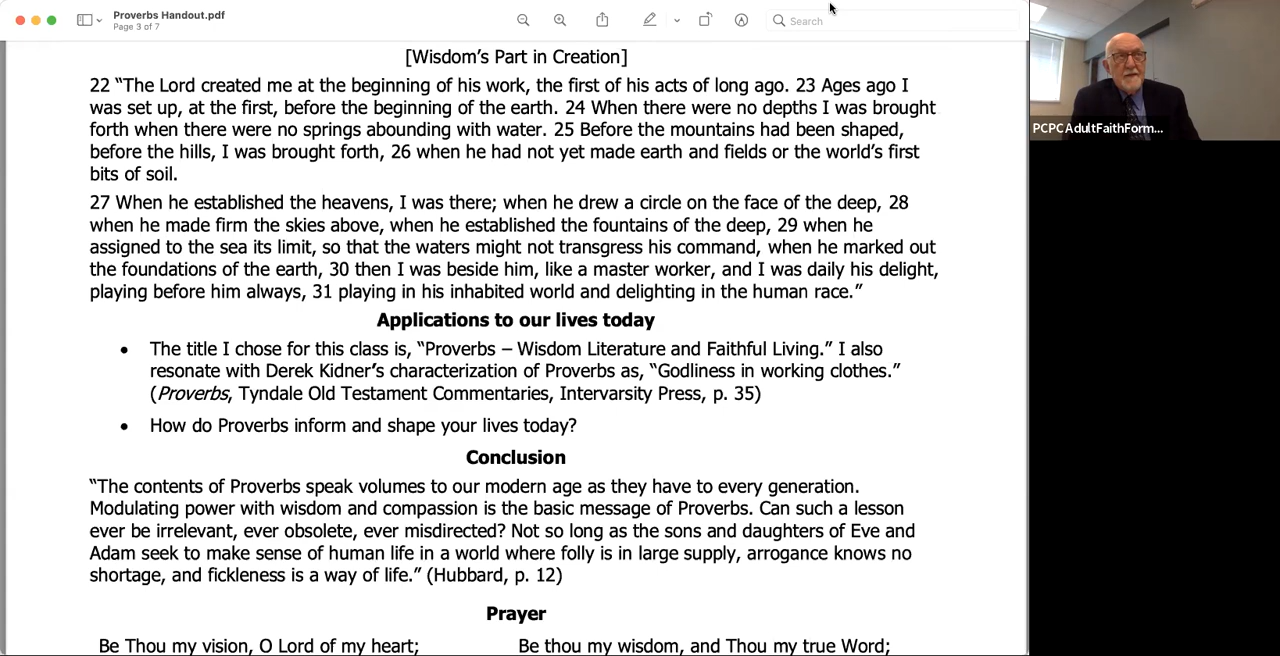 Proverbs Handout.pdf
Page 3 of 7
Search
[Wisdom’s Part in Creation]
22 “The Lord created me at the beginning of his work, the first of his acts of long ago. 23 Ages ago I
was set up, at the first, before the beginning of the earth. 24 When there were no depths I was brought
forth when there were no springs abounding with water. 25 Before the mountains had been shaped,
before the hills, I was brought forth, 26 when he had not yet made earth and fields or the world’s first
bits of soil.
27 When he established the heavens, I was there; when he drew a circle on the face of the deep, 28
when he made firm the skies above, when he established the fountains of the deep, 29 when he
assigned to the sea its limit, so that the waters might not transgress his command, when he marked out
the foundations of the earth, 30 then I was beside him, like a master worker, and I was daily his delight,
playing before him always, 31 playing in his inhabited world and delighting in the human race.”
Applications to our lives today
• The title I chose for this class is, “Proverbs – Wisdom Literature and Faithful Living.” I also
resonate with Derek Kidner’s characterization of Proverbs as, “Godliness in working clothes.”
(Proverbs, Tyndale Old Testament Commentaries, Intervarsity Press, p. 35)
• How do Proverbs inform and shape your lives today?
Conclusion
“The contents of Proverbs speak volumes to our modern age as they have to every generation.
Modulating power with wisdom and compassion is the basic message of Proverbs. Can such a lesson
ever be irrelevant, ever obsolete, ever misdirected? Not so long as the sons and daughters of Eve and
Adam seek to make sense of human life in a world where folly is in large supply, arrogance knows no
shortage, and fickleness is a way of life.” (Hubbard, p. 12)
Prayer
Be Thou my vision, O Lord of my heart;
Be thou my wisdom, and Thou my true Word;
PCPC AdultFaithForm...